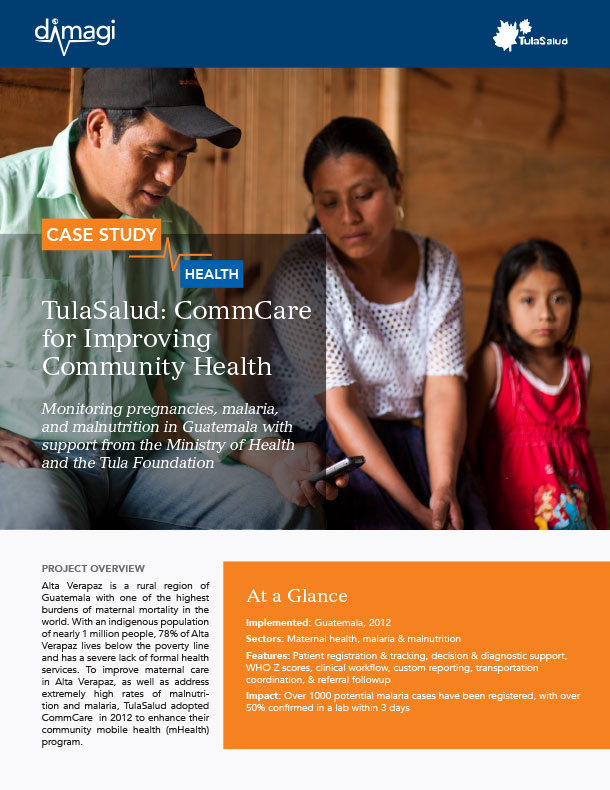 dimagi
TulaSalud
CASE STUDY
HEALTH
TulaSalud: CommCare
for Improving
Community Health
Monitoring pregnancies, malaria,
and malnutrition in Guatemala with
support from the Ministry of Health
and the Tula Foundation
PROJECT OVERVIEW
Alta Verapaz is a rural region of
Guatemala with one of the highest
burdens of maternal mortality in the
world. With an indigenous population
of nearly 1 million people, 78% of Alta
Verapaz lives below the poverty line
and has a severe lack of formal health
services. To improve maternal care
in Alta Verapaz, as well as address
extremely high rates of malnutri-
tion and malaria, TulaSalud adopted
CommCare in 2012 to enhance their
community mobile health (mHealth)
program.
At a Glance
Implemented: Guatemala, 2012
Sectors: Maternal health, malaria & malnutrition
Features: Patient registration & tracking, decision & diagnostic support,
WHO Z scores, clinical workflow, custom reporting, transportation
coordination, & referral followup
Impact: Over 1000 potential malaria cases have been registered, with over
50% confirmed in a lab within 3 days